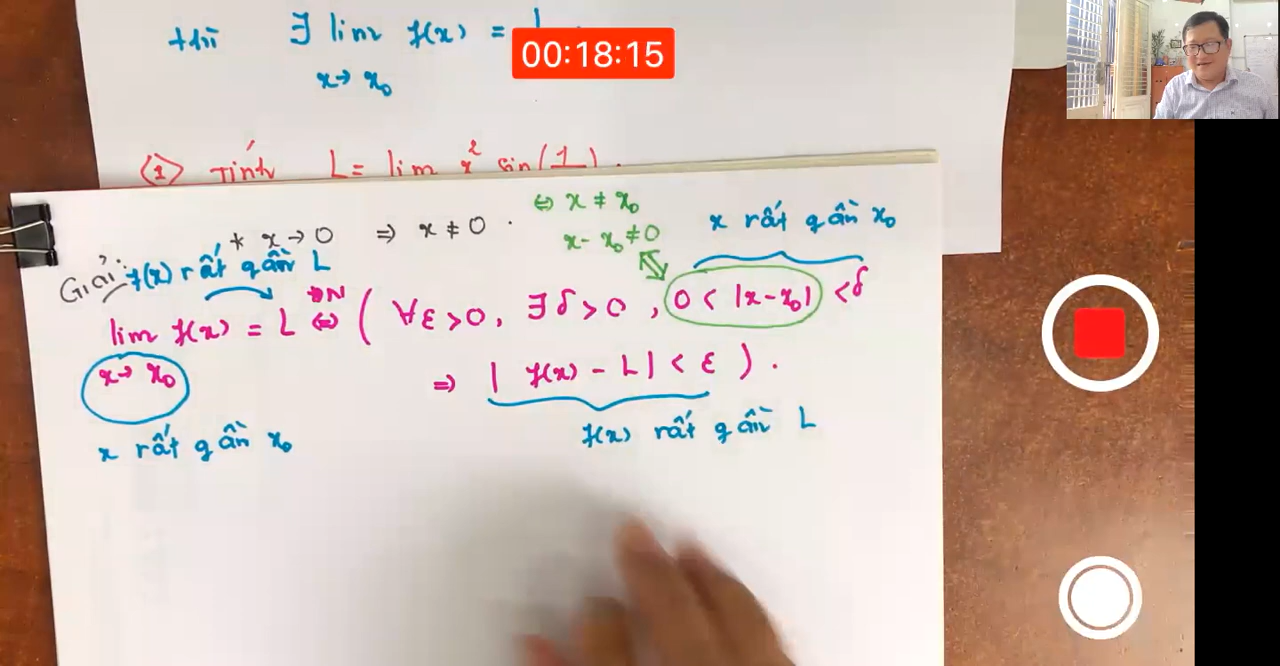 thì ∃ lim f(x) = L
x→ x₀
00:18:15
⟨1⟩ Tính L = lim x² sin(1
⇔ x ≠ x₀
* x → 0 ⇒ x ≠ 0 .
x - x₀ ≠ 0
x rất gần x₀
Giải: f(x) rất gần L
lim f(x) = L ⇔ĐN ( ∀ε > 0, ∃ δ > 0 , 0 < |x - x₀| < δ
x→ x₀
⇒ | f(x) - L | < ε ) .
x rất gần x₀
f(x) rất gần L